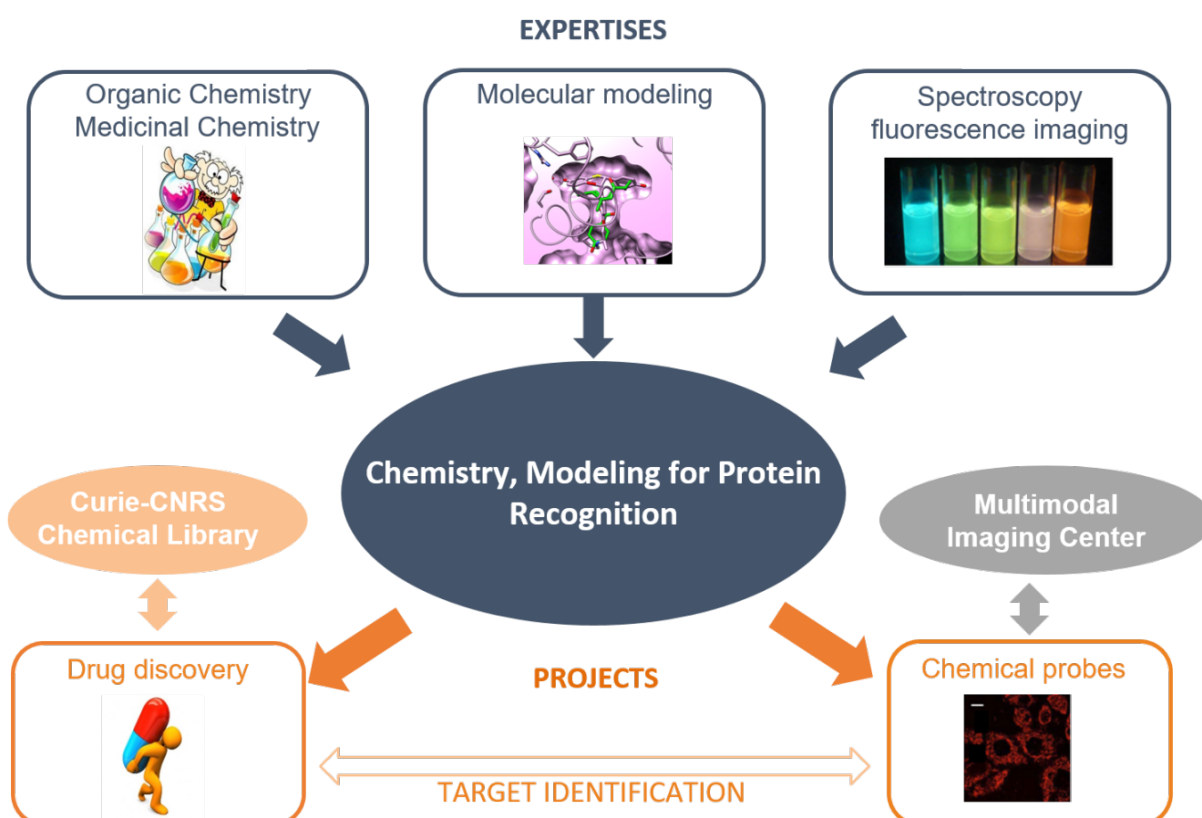 EXPERTISES
Organic Chemistry
Medicinal Chemistry
Molecular modeling
Spectroscopy
fluorescence imaging
Chemistry, Modeling for Protein
Recognition
Curie-CNRS
Chemical Library
Multimodal
Imaging Center
Drug discovery
PROJECTS
Chemical probes
TARGET IDENTIFICATION